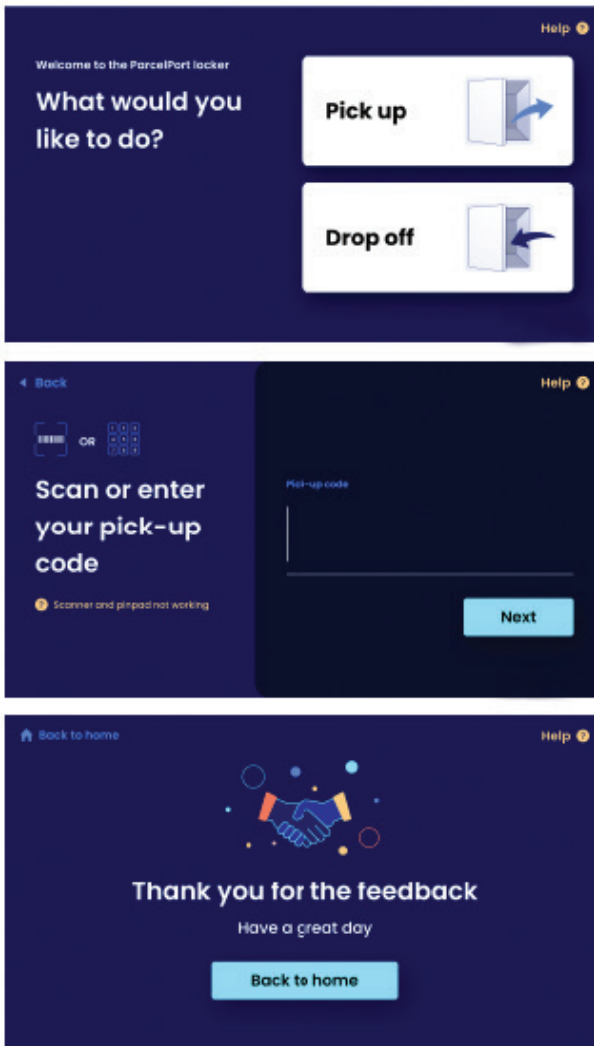 Help ?
Welcome to the ParcelPort locker
What would you
like to do?
Pick up
Drop off
Back
Help ?
OR
Scan or enter
your pick-up
code
? Scanner and pinpad not working
Pick-up code
Next
Back to home
Help ?
Thank you for the feedback
Have a great day
Back to home